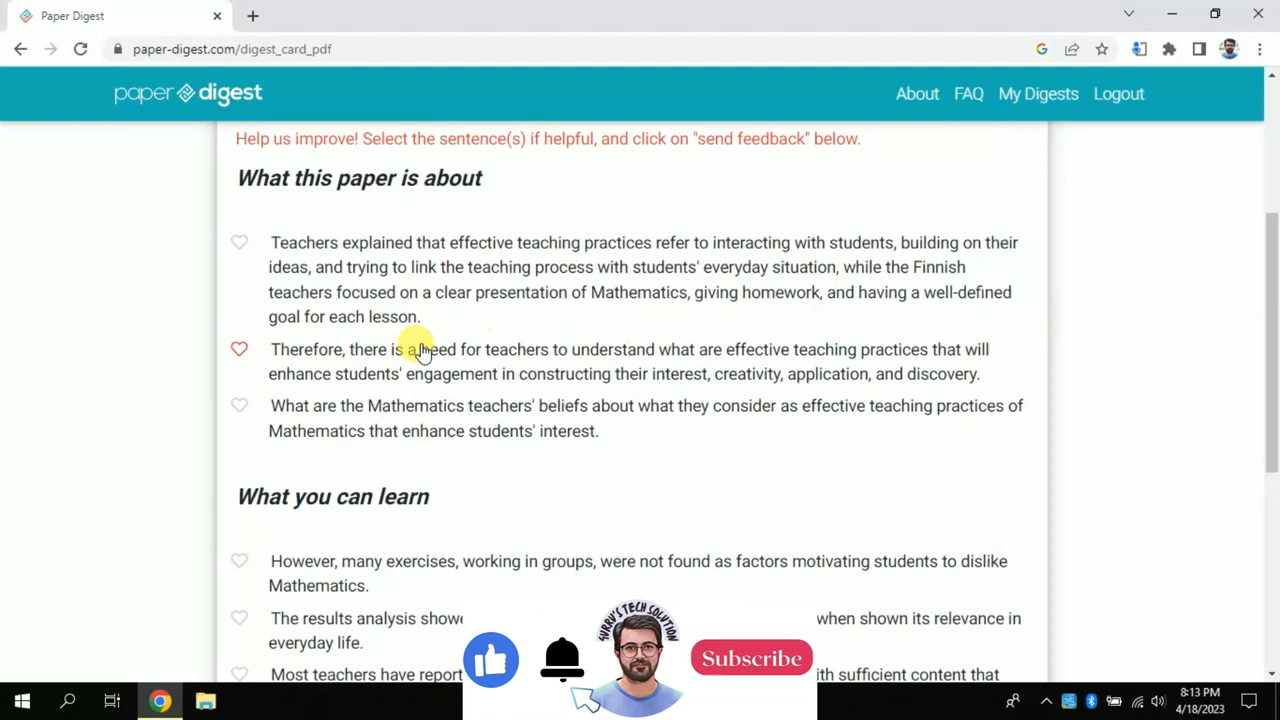 Paper Digest
paper-digest.com/digest_card_pdf
paper digest
About FAQ My Digests Logout
Help us improve! Select the sentence(s) if helpful, and click on "send feedback" below.
What this paper is about
Teachers explained that effective teaching practices refer to interacting with students, building on their
ideas, and trying to link the teaching process with students' everyday situation, while the Finnish
teachers focused on a clear presentation of Mathematics, giving homework, and having a well-defined
goal for each lesson.
Therefore, there is a need for teachers to understand what are effective teaching practices that will
enhance students' engagement in constructing their interest, creativity, application, and discovery.
What are the Mathematics teachers' beliefs about what they consider as effective teaching practices of
Mathematics that enhance students' interest.
What you can learn
However, many exercises, working in groups, were not found as factors motivating students to dislike
Mathematics.
The results analysis when shown its relevance in
everyday life.
Most teachers have with sufficient content that
TECH SOLUTION
Subscribe
8:13 PM
4/18/2023